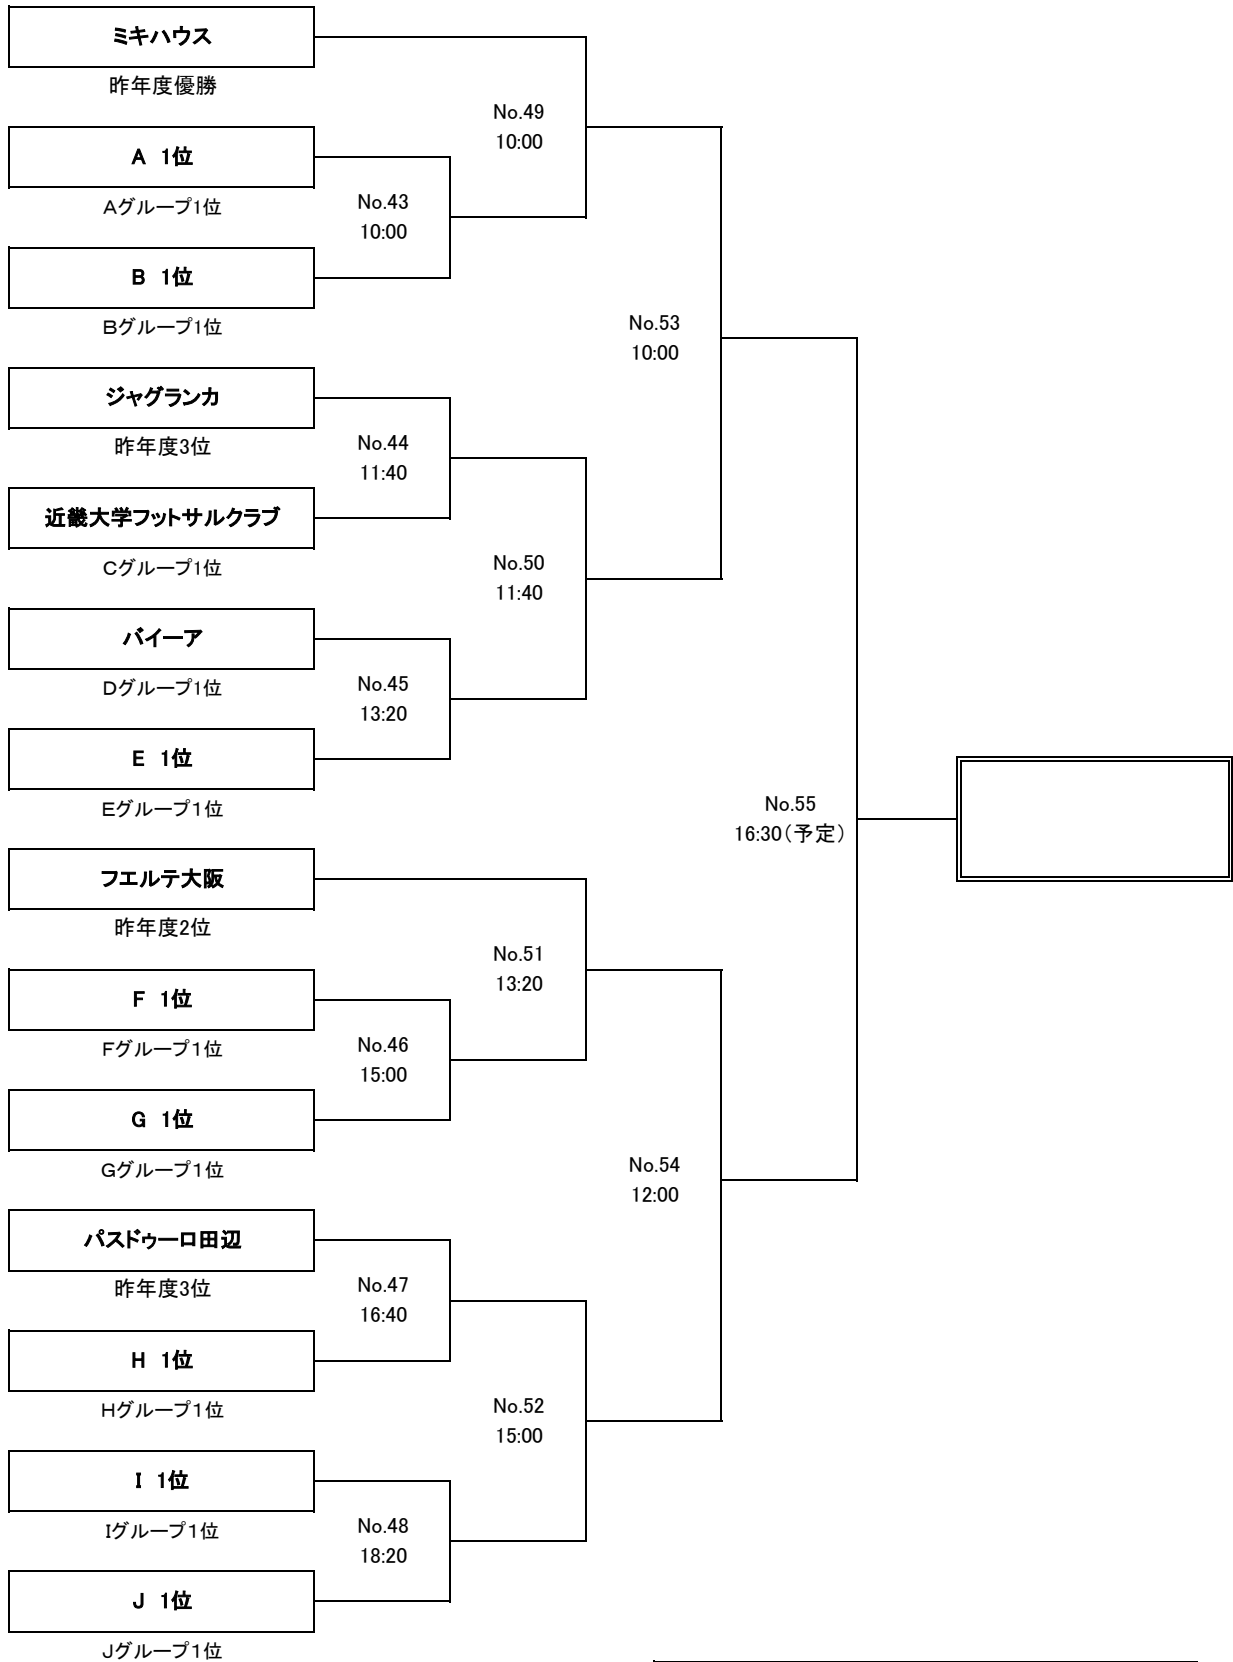 ミキハウス
昨年度優勝
No.49
10:00
A 1位
Aグループ1位
No.43
10:00
B 1位
Bグループ1位
No.53
10:00
ジャグランカ
昨年度3位
No.44
11:40
近畿大学フットサルクラブ
Cグループ1位
No.50
11:40
バイーア
Dグループ1位
No.45
13:20
E 1位
Eグループ1位
No.55
16:30(予定)
フエルテ大阪
昨年度2位
No.51
13:20
F 1位
Fグループ1位
No.46
15:00
G 1位
Gグループ1位
No.54
12:00
パスドゥーロ田辺
昨年度3位
No.47
16:40
H 1位
Hグループ1位
No.52
15:00
I 1位
Iグループ1位
No.48
18:20
J 1位
Jグループ1位